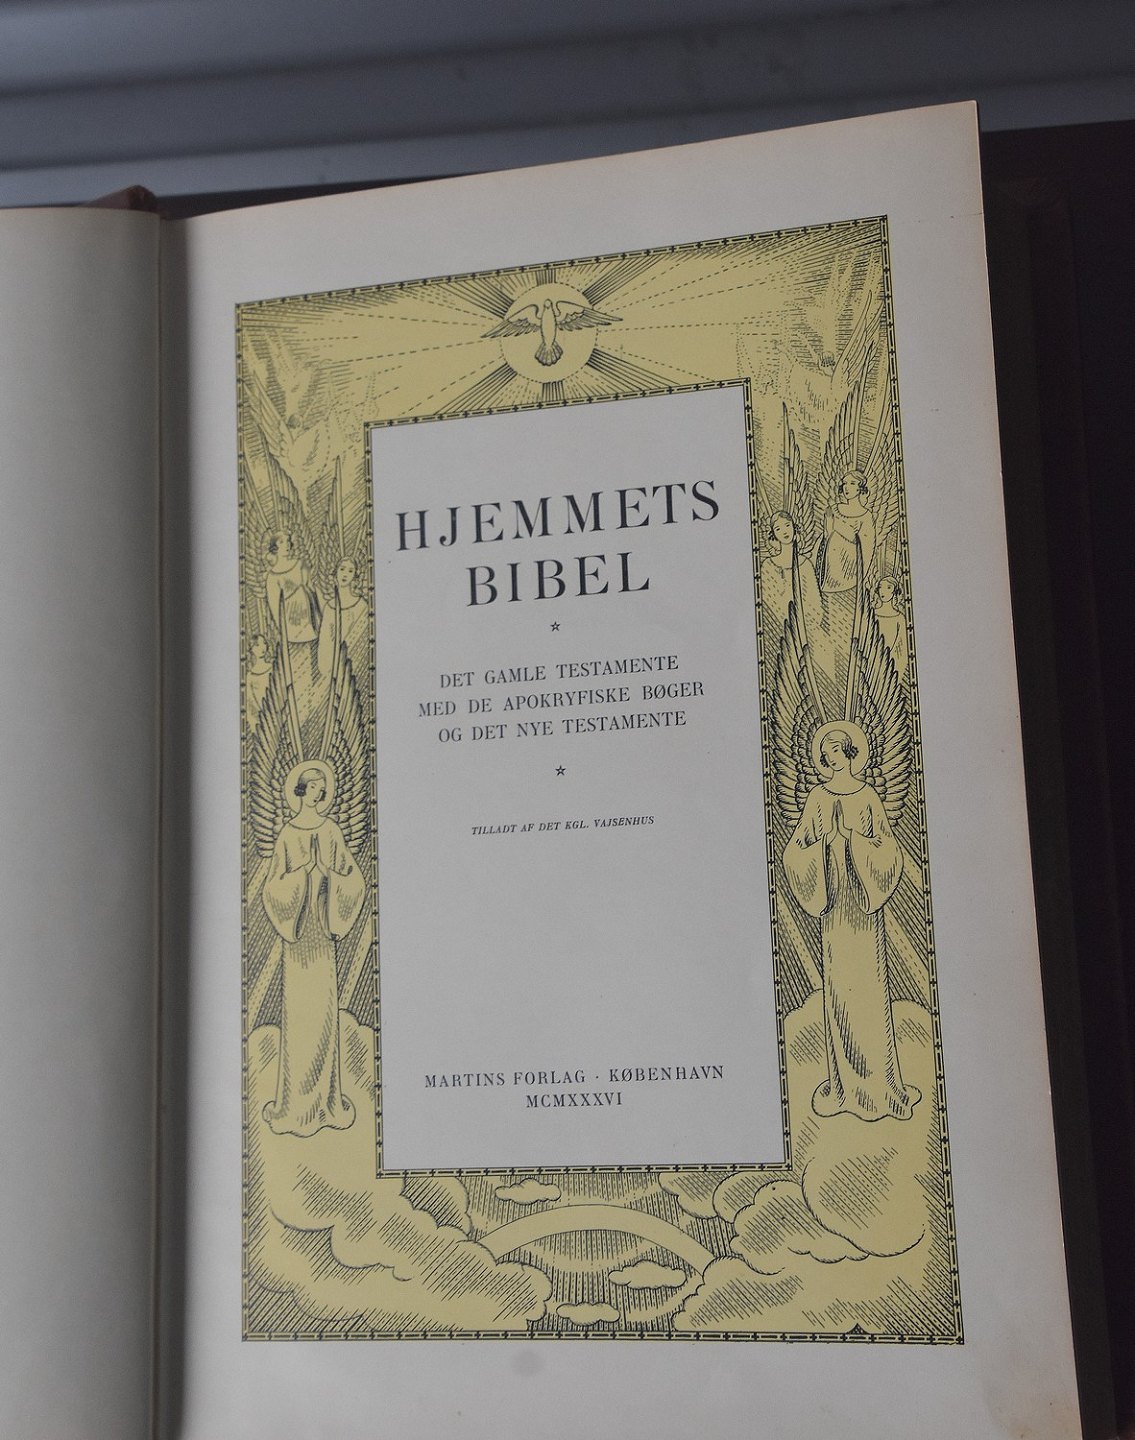 HJEMMETS
BIBEL
☆
DET GAMLE TESTAMENTE
MED DE APOKRYFISKE BØGER
OG DET NYE TESTAMENTE
☆
TILLADT AF DET KGL. VAJSENHUS
MARTINS FORLAG · KØBENHAVN
MCMXXXVI